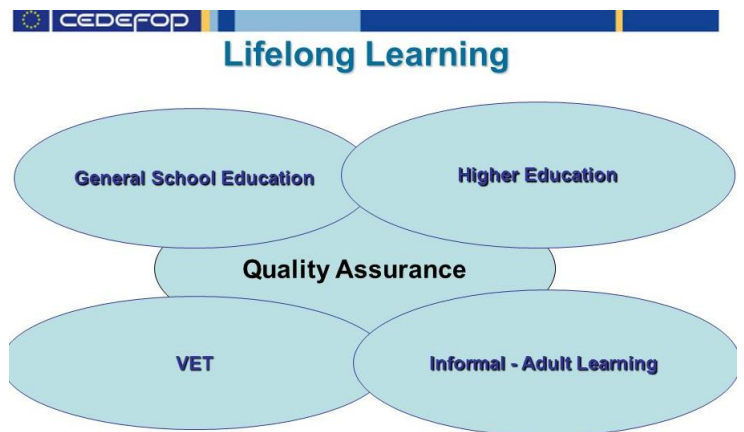 CEDEFOP
Lifelong Learning
General School Education
Higher Education
Quality Assurance
VET
Informal - Adult Learning